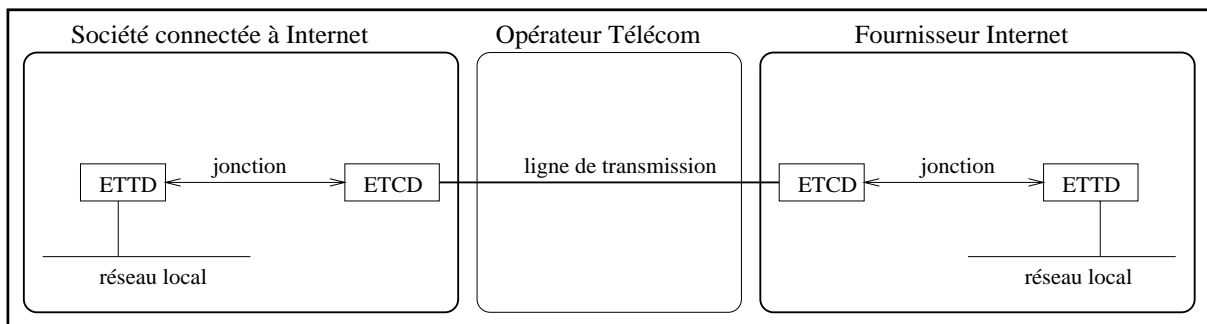 Société connectée à Internet
Opérateur Télécom
Fournisseur Internet
ETTD
jonction
ETCD
ligne de transmission
ETCD
jonction
ETTD
réseau local
réseau local